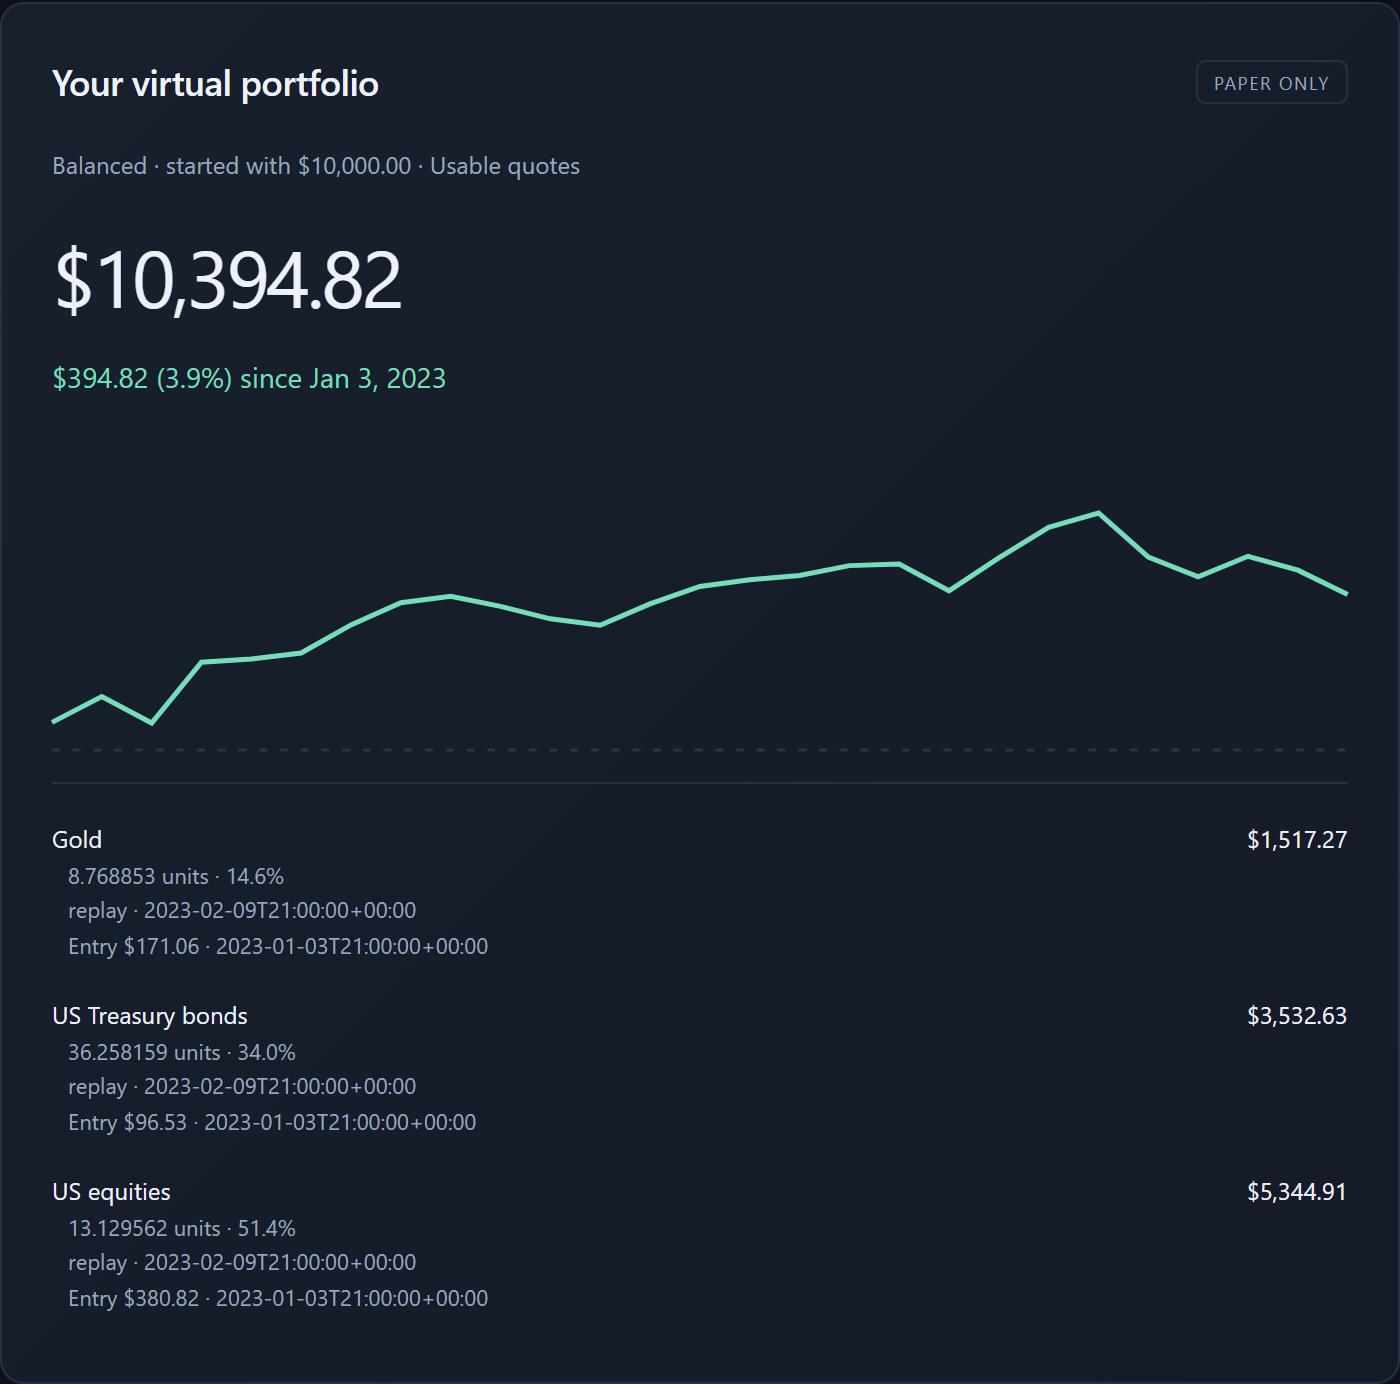 Your virtual portfolio
PAPER ONLY
Balanced · started with $10,000.00 · Usable quotes
$10,394.82
$394.82 (3.9%) since Jan 3, 2023
Gold
$1,517.27
8.768853 units · 14.6%
replay · 2023-02-09T21:00:00+00:00
Entry $171.06 · 2023-01-03T21:00:00+00:00
US Treasury bonds
$3,532.63
36.258159 units · 34.0%
replay · 2023-02-09T21:00:00+00:00
Entry $96.53 · 2023-01-03T21:00:00+00:00
US equities
$5,344.91
13.129562 units · 51.4%
replay · 2023-02-09T21:00:00+00:00
Entry $380.82 · 2023-01-03T21:00:00+00:00